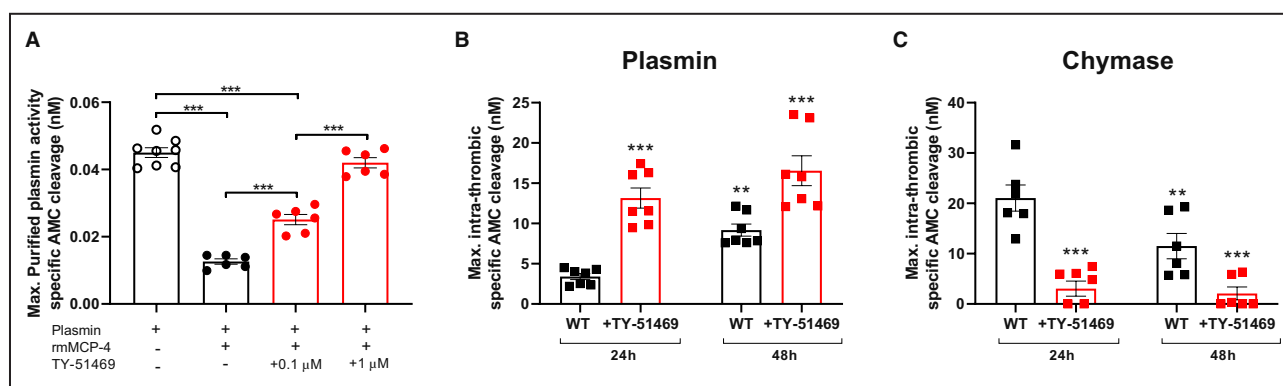 A
Max. Purified plasmin activity
specific AMC cleavage (nM)
0.06
0.04
0.02
0.00
***
***
***
***
Plasmin + + + +
rmMCP-4 - + + +
TY-51469 - - +0.1 μM +1 μM
B
Plasmin
Max. intra-thrombic
specific AMC cleavage (nM)
25
20
15
10
5
0
***
**
***
WT +TY-51469 WT +TY-51469
24h 48h
C
Chymase
Max. intra-thrombic
specific AMC cleavage (nM)
40
30
20
10
0
***
**
***
WT +TY-51469 WT +TY-51469
24h 48h